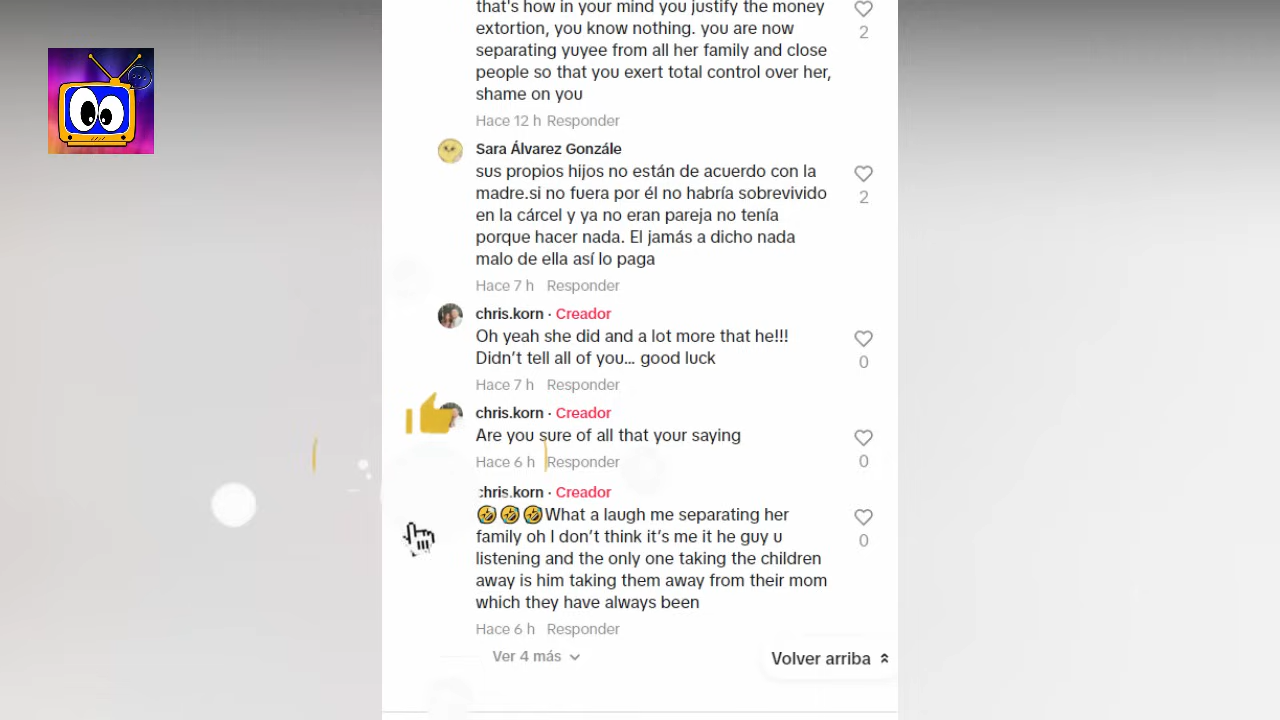 that's how in your mind you justify the money
extortion, you know nothing. you are now
separating yuyee from all her family and close
people so that you exert total control over her,
shame on you
2
Hace 12 h Responder
Sara Álvarez Gonzále
sus propios hijos no están de acuerdo con la
madre.si no fuera por él no habría sobrevivido
en la cárcel y ya no eran pareja no tenía
porque hacer nada. El jamás a dicho nada
malo de ella así lo paga
2
Hace 7 h Responder
chris.korn · Creador
Oh yeah she did and a lot more that he!!!
Didn’t tell all of you... good luck
0
Hace 7 h Responder
chris.korn · Creador
Are you sure of all that your saying
0
Hace 6 h Responder
chris.korn · Creador
🤣🤣🤣What a laugh me separating her
family oh I don’t think it’s me it he guy u
listening and the only one taking the children
away is him taking them away from their mom
which they have always been
0
Hace 6 h Responder
Ver 4 más
Volver arriba